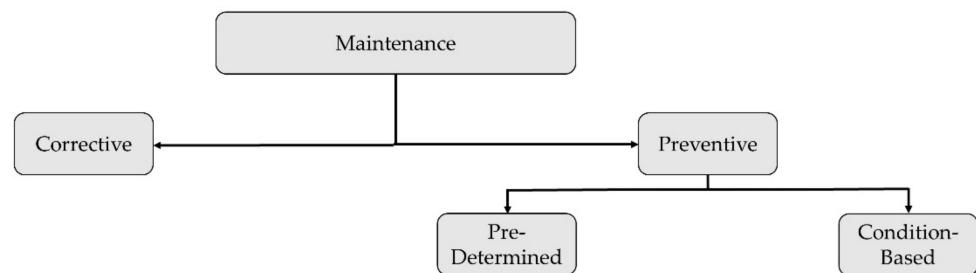 Maintenance
Corrective
Preventive
Pre-
Determined
Condition-
Based